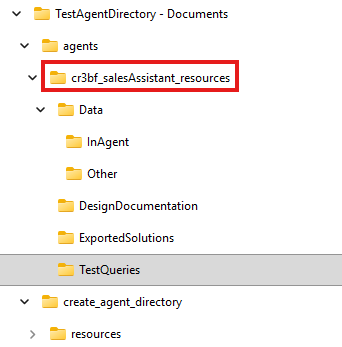 TestAgentDirectory - Documents
agents
cr3bf_salesAssistant_resources
Data
InAgent
Other
DesignDocumentation
ExportedSolutions
TestQueries
create_agent_directory
resources